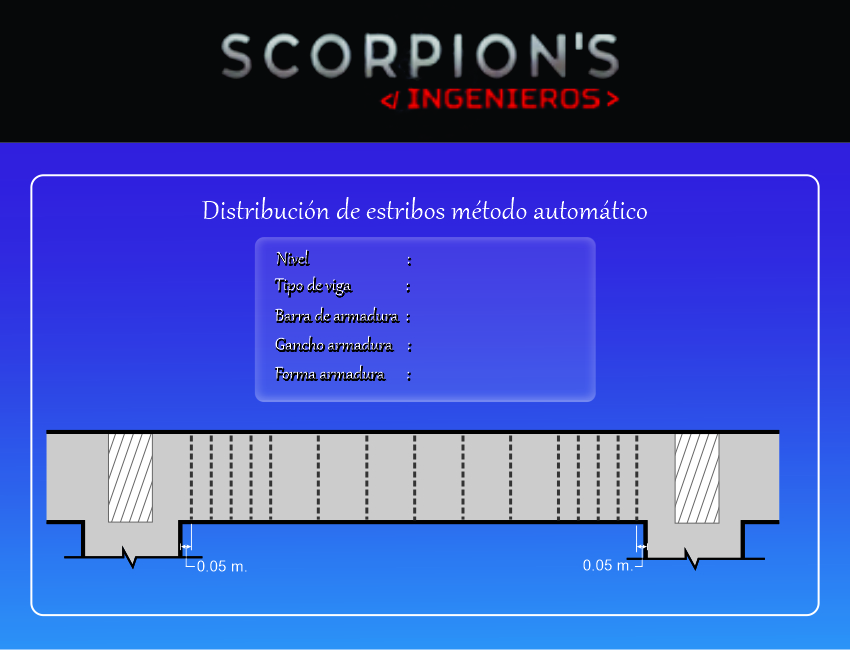 SCORPION'S
</ INGENIEROS >
Distribución de estribos método automático
Nivel :
Tipo de viga :
Barra de armadura :
Gancho armadura :
Forma armadura :
0.05 m. 0.05 m.